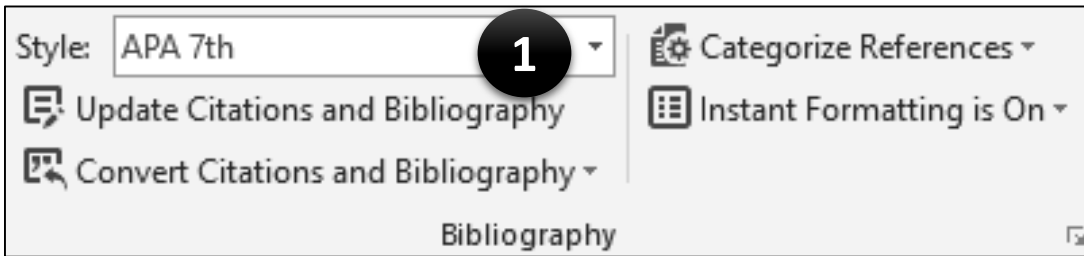 Style: APA 7th 1 Categorize References
Update Citations and Bibliography Instant Formatting is On
Convert Citations and Bibliography
Bibliography